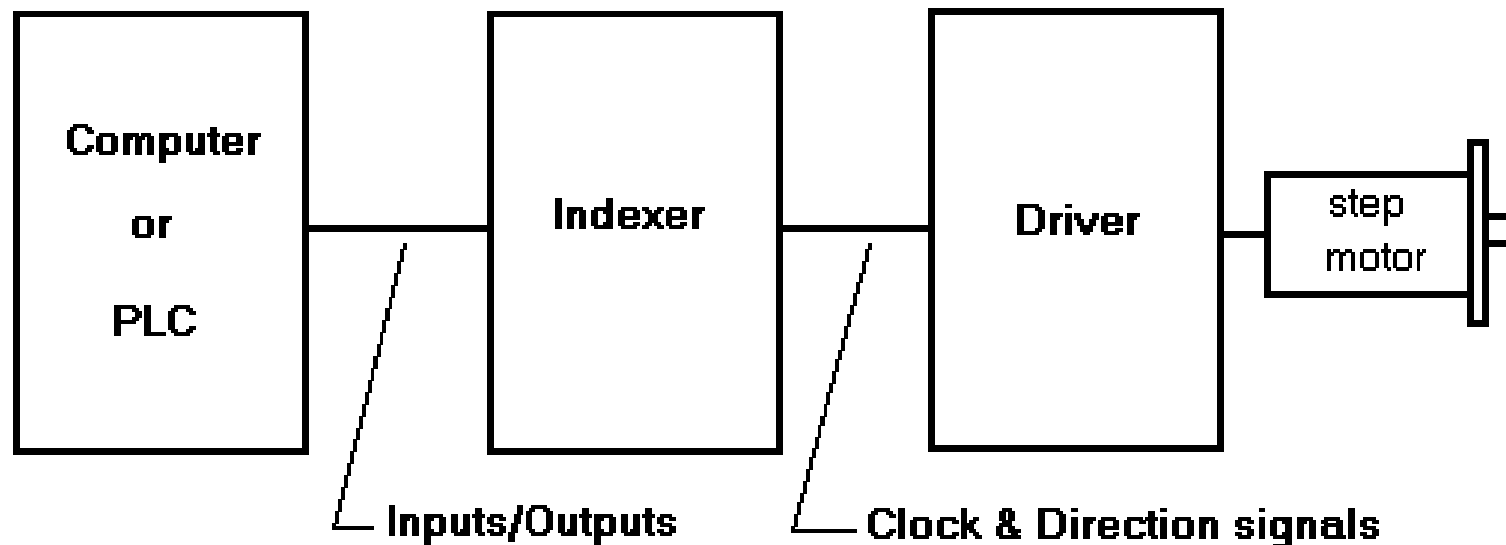 Computer
or
PLC
Indexer
Driver
step
motor
Inputs/Outputs
Clock & Direction signals